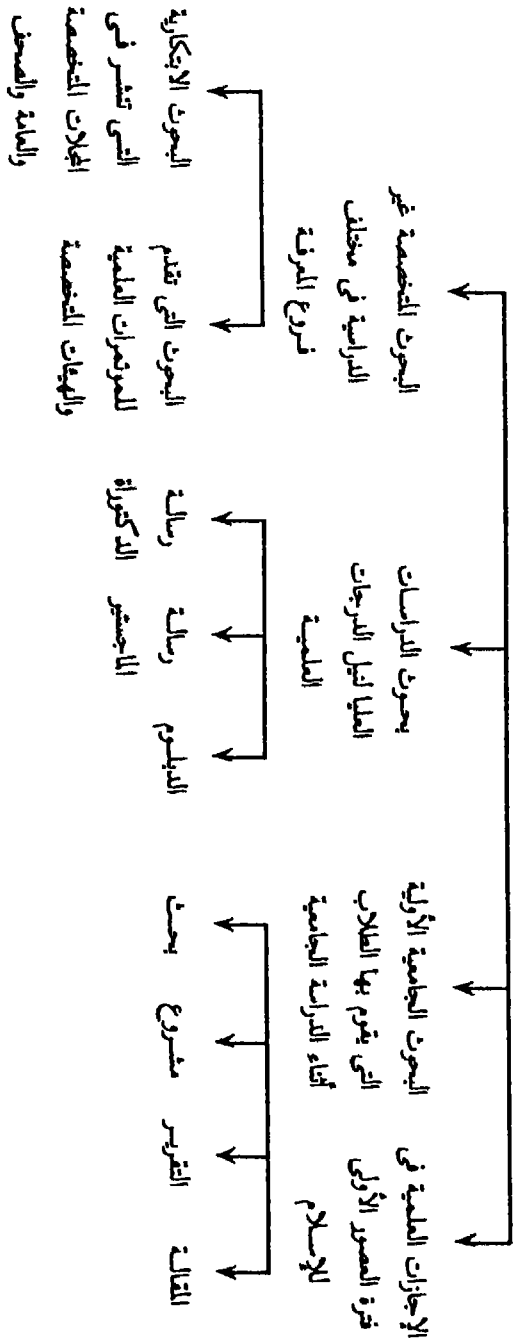 الإجازات العلمية فى
فترة العصور الأولى
للإسلام
البحوث الجامعية الأولية
التى يقوم بها الطلاب
أثناء الدراسة الجامعية
المقالة
التقرير
مشروع
بحث
بحوث الدراسات
العليا لنيل الدرجات
العلمية
الدبلوم
رسالة
الماجستير
رسالة
الدكتوراة
البحوث المتخصصة غير
الدراسية فى مختلف
فروع المعرفة
البحوث التى تقدم
للمؤتمرات العلمية
والهيئات المتخصصة
البحوث الابتكارية
التى تنشر فى
المجلات المتخصصة
والعامة والصحف